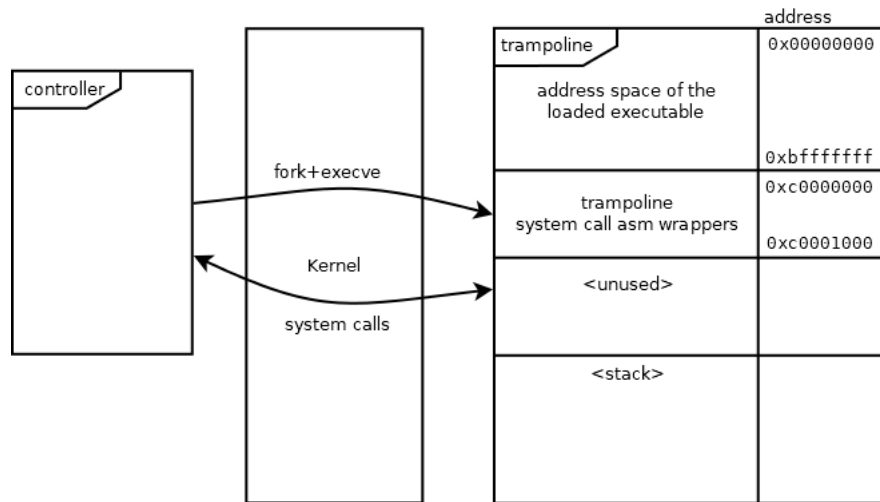 address
trampoline
0x00000000
controller
address space of the
loaded executable
0xbfffffff
fork+execve
0xc0000000
trampoline
system call asm wrappers
0xc0001000
Kernel
<unused>
system calls
<stack>